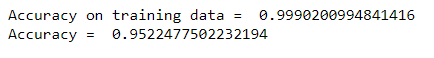 Accuracy on training data =  0.9990200994841416
Accuracy =  0.9522477502232194